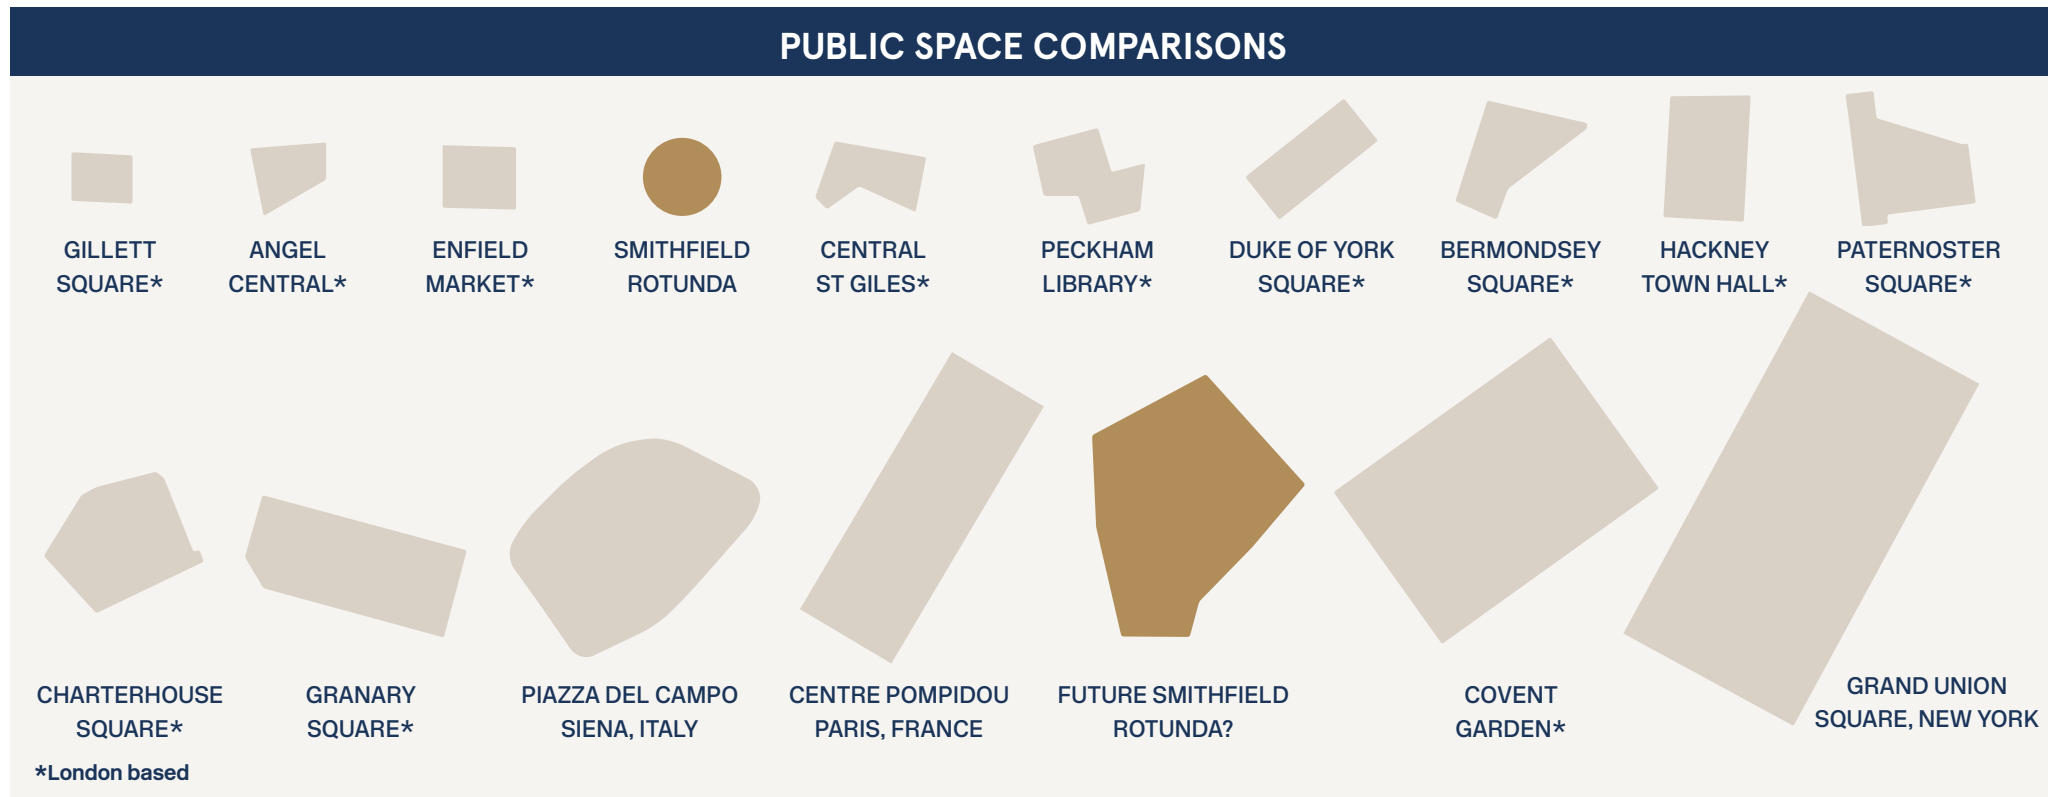 PUBLIC SPACE COMPARISONS
GILLETT
SQUARE*
ANGEL
CENTRAL*
ENFIELD
MARKET*
SMITHFIELD
ROTUNDA
CENTRAL
ST GILES*
PECKHAM
LIBRARY*
DUKE OF YORK
SQUARE*
BERMONDSEY
SQUARE*
HACKNEY
TOWN HALL*
PATERNOSTER
SQUARE*
CHARTERHOUSE
SQUARE*
GRANARY
SQUARE*
PIAZZA DEL CAMPO
SIENA, ITALY
CENTRE POMPIDOU
PARIS, FRANCE
FUTURE SMITHFIELD
ROTUNDA?
COVENT
GARDEN*
GRAND UNION
SQUARE, NEW YORK
*London based